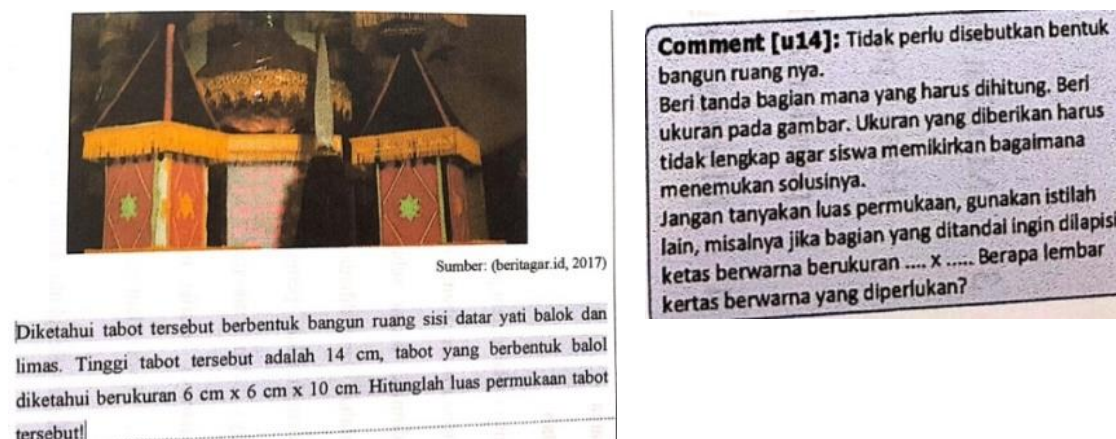 Sumber: (beritagar.id, 2017)
Diketahui tabot tersebut berbentuk bangun ruang sisi datar yati balok dan
limas. Tinggi tabot tersebut adalah 14 cm, tabot yang berbentuk balol
diketahui berukuran 6 cm x 6 cm x 10 cm. Hitunglah luas permukaan tabot
tersebut!
Comment [u14]: Tidak perlu disebutkan bentuk
bangun ruang nya.
Beri tanda bagian mana yang harus dihitung. Beri
ukuran pada gambar. Ukuran yang diberikan harus
tidak lengkap agar siswa memikirkan bagaimana
menemukan solusinya.
Jangan tanyakan luas permukaan, gunakan istilah
lain, misalnya jika bagian yang ditandai ingin dilapisi
ketas berwarna berukuran .... x ..... Berapa lembar
kertas berwarna yang diperlukan?